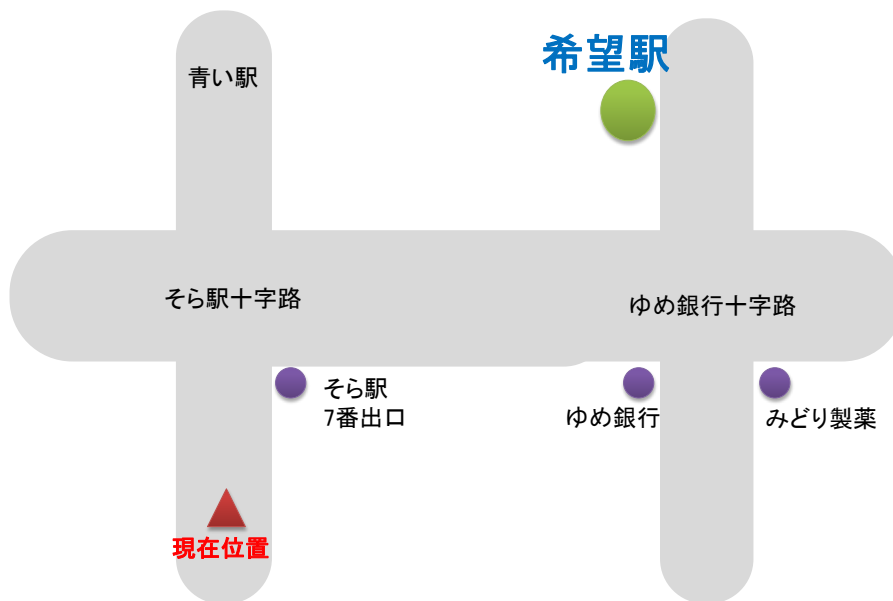 希望駅
青い駅
そら駅十字路
ゆめ銀行十字路
そら駅
7番出口
ゆめ銀行
みどり製薬
現在位置